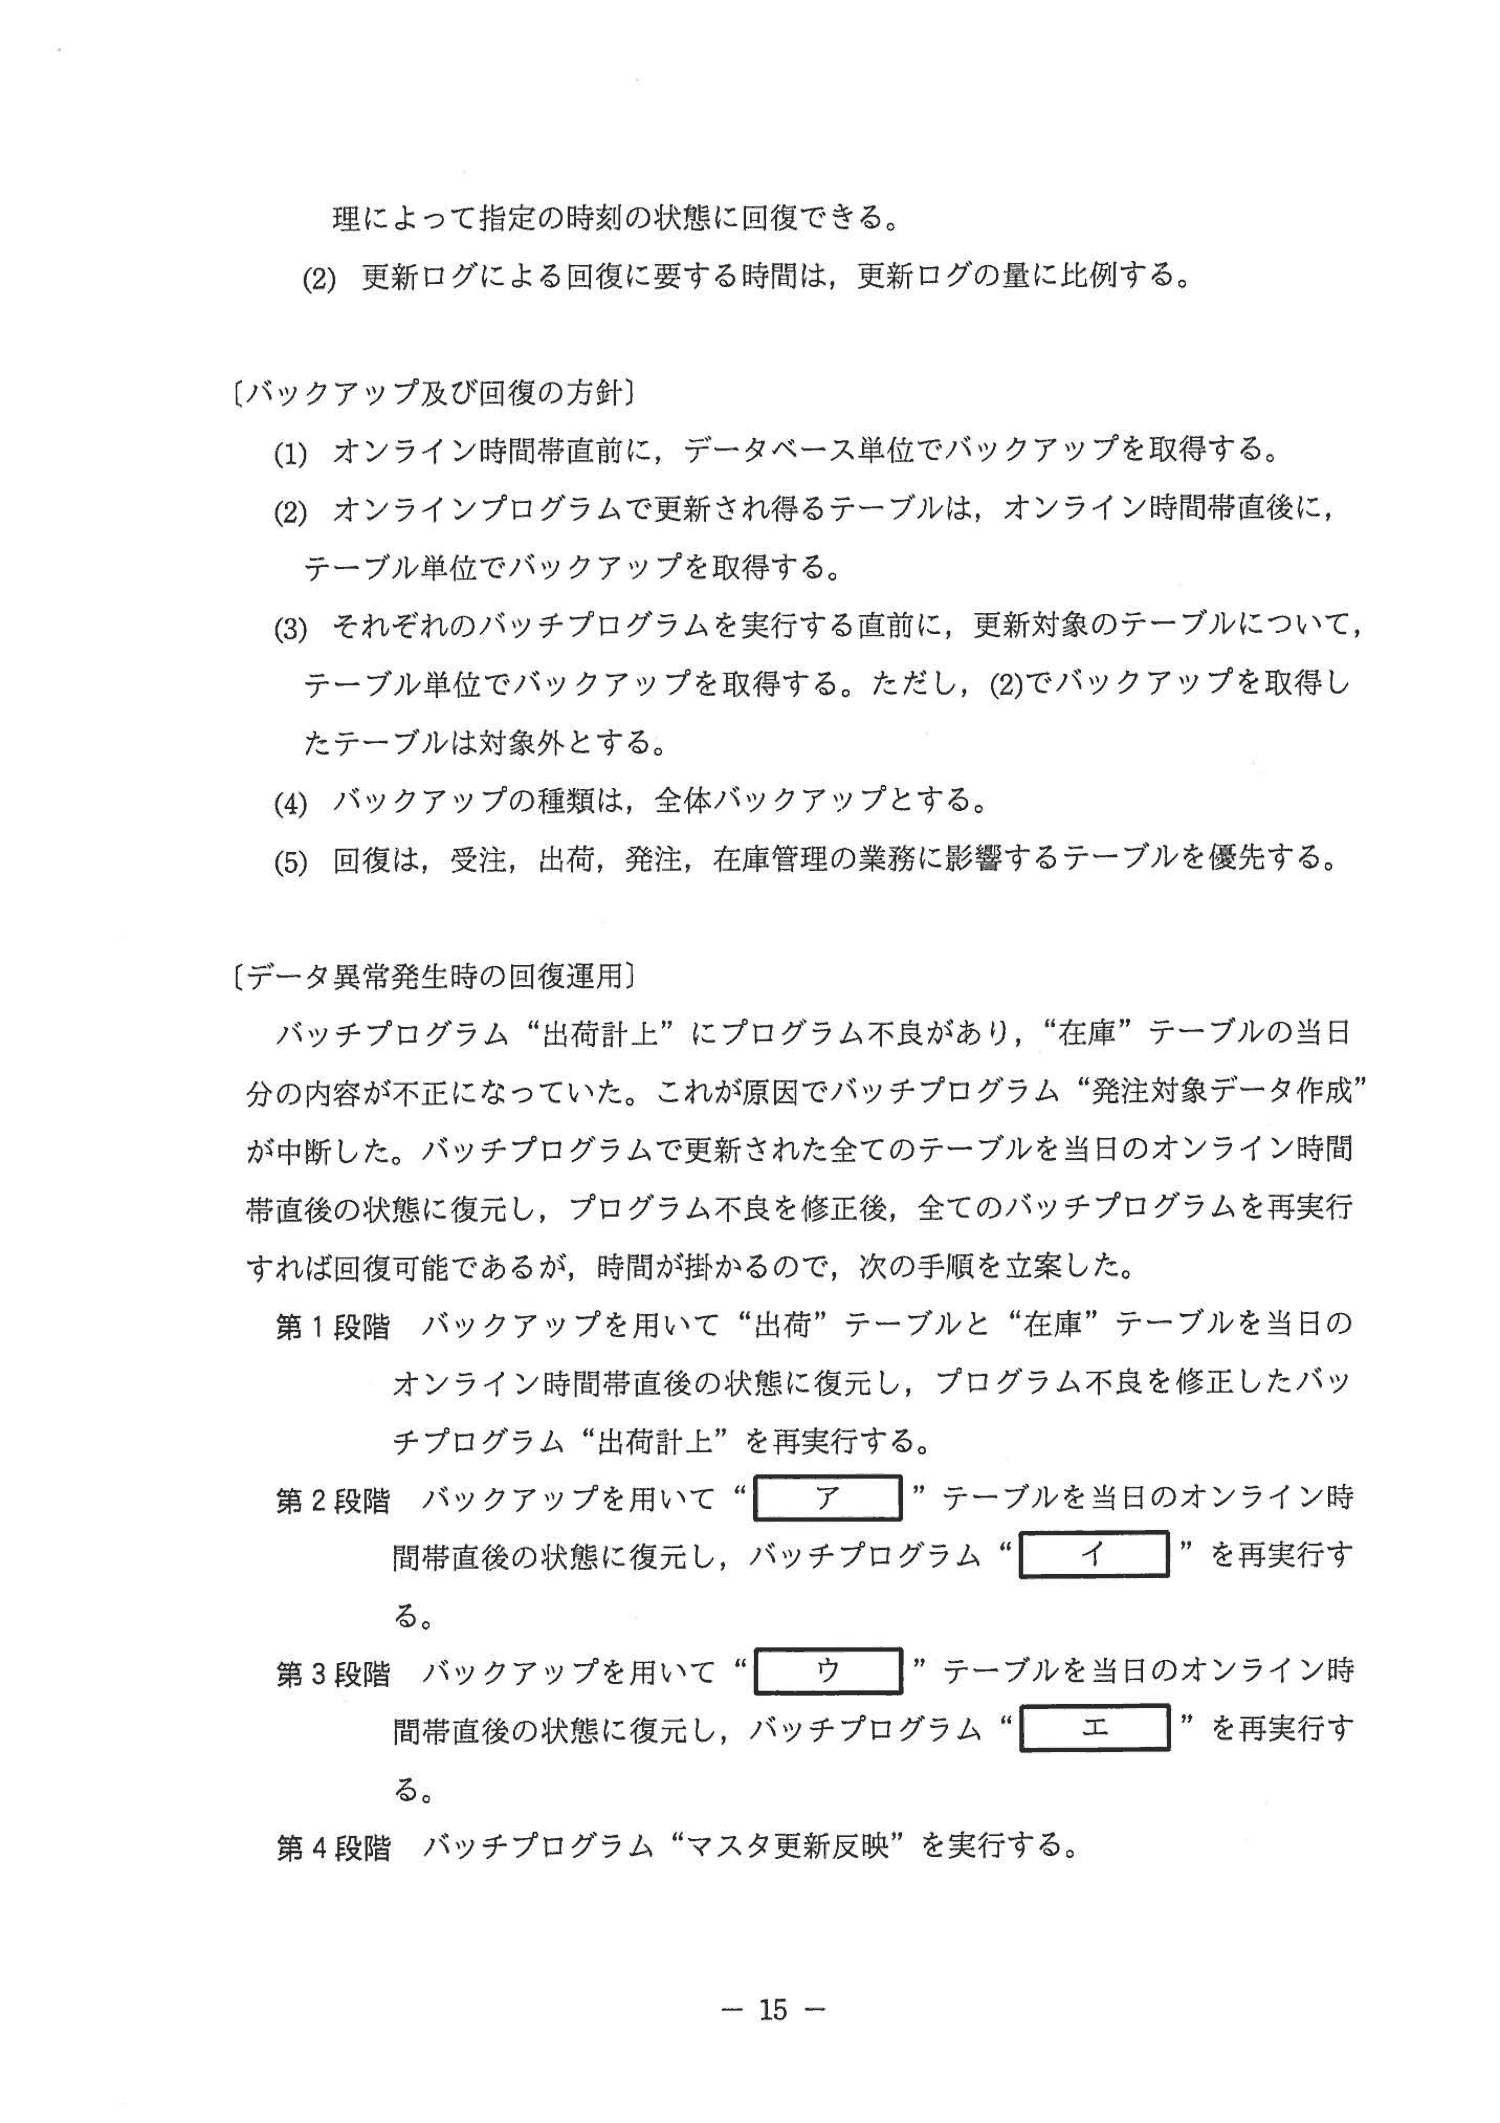 理によって指定の時刻の状態に回復できる。
(2) 更新ログによる回復に要する時間は，更新ログの量に比例する。
〔バックアップ及び回復の方針〕
(1) オンライン時間帯直前に，データベース単位でバックアップを取得する。
(2) オンラインプログラムで更新され得るテーブルは，オンライン時間帯直後に，
テーブル単位でバックアップを取得する。
(3) それぞれのバッチプログラムを実行する直前に，更新対象のテーブルについて，
テーブル単位でバックアップを取得する。ただし，(2)でバックアップを取得し
たテーブルは対象外とする。
(4) バックアップの種類は，全体バックアップとする。
(5) 回復は，受注，出荷，発注，在庫管理の業務に影響するテーブルを優先する。
〔データ異常発生時の回復運用〕
バッチプログラム“出荷計上”にプログラム不良があり，“在庫”テーブルの当日
分の内容が不正になっていた。これが原因でバッチプログラム“発注対象データ作成”
が中断した。バッチプログラムで更新された全てのテーブルを当日のオンライン時間
帯直後の状態に復元し，プログラム不良を修正後，全てのバッチプログラムを再実行
すれば回復可能であるが，時間が掛かるので，次の手順を立案した。
第1段階 バックアップを用いて“出荷”テーブルと“在庫”テーブルを当日の
オンライン時間帯直後の状態に復元し，プログラム不良を修正したバッ
チプログラム“出荷計上”を再実行する。
第2段階 バックアップを用いて“ ア ”テーブルを当日のオンライン時
間帯直後の状態に復元し，バッチプログラム“ イ ”を再実行す
る。
第3段階 バックアップを用いて“ ウ ”テーブルを当日のオンライン時
間帯直後の状態に復元し，バッチプログラム“ エ ”を再実行す
る。
第4段階 バッチプログラム“マスタ更新反映”を実行する。
－ 15 －